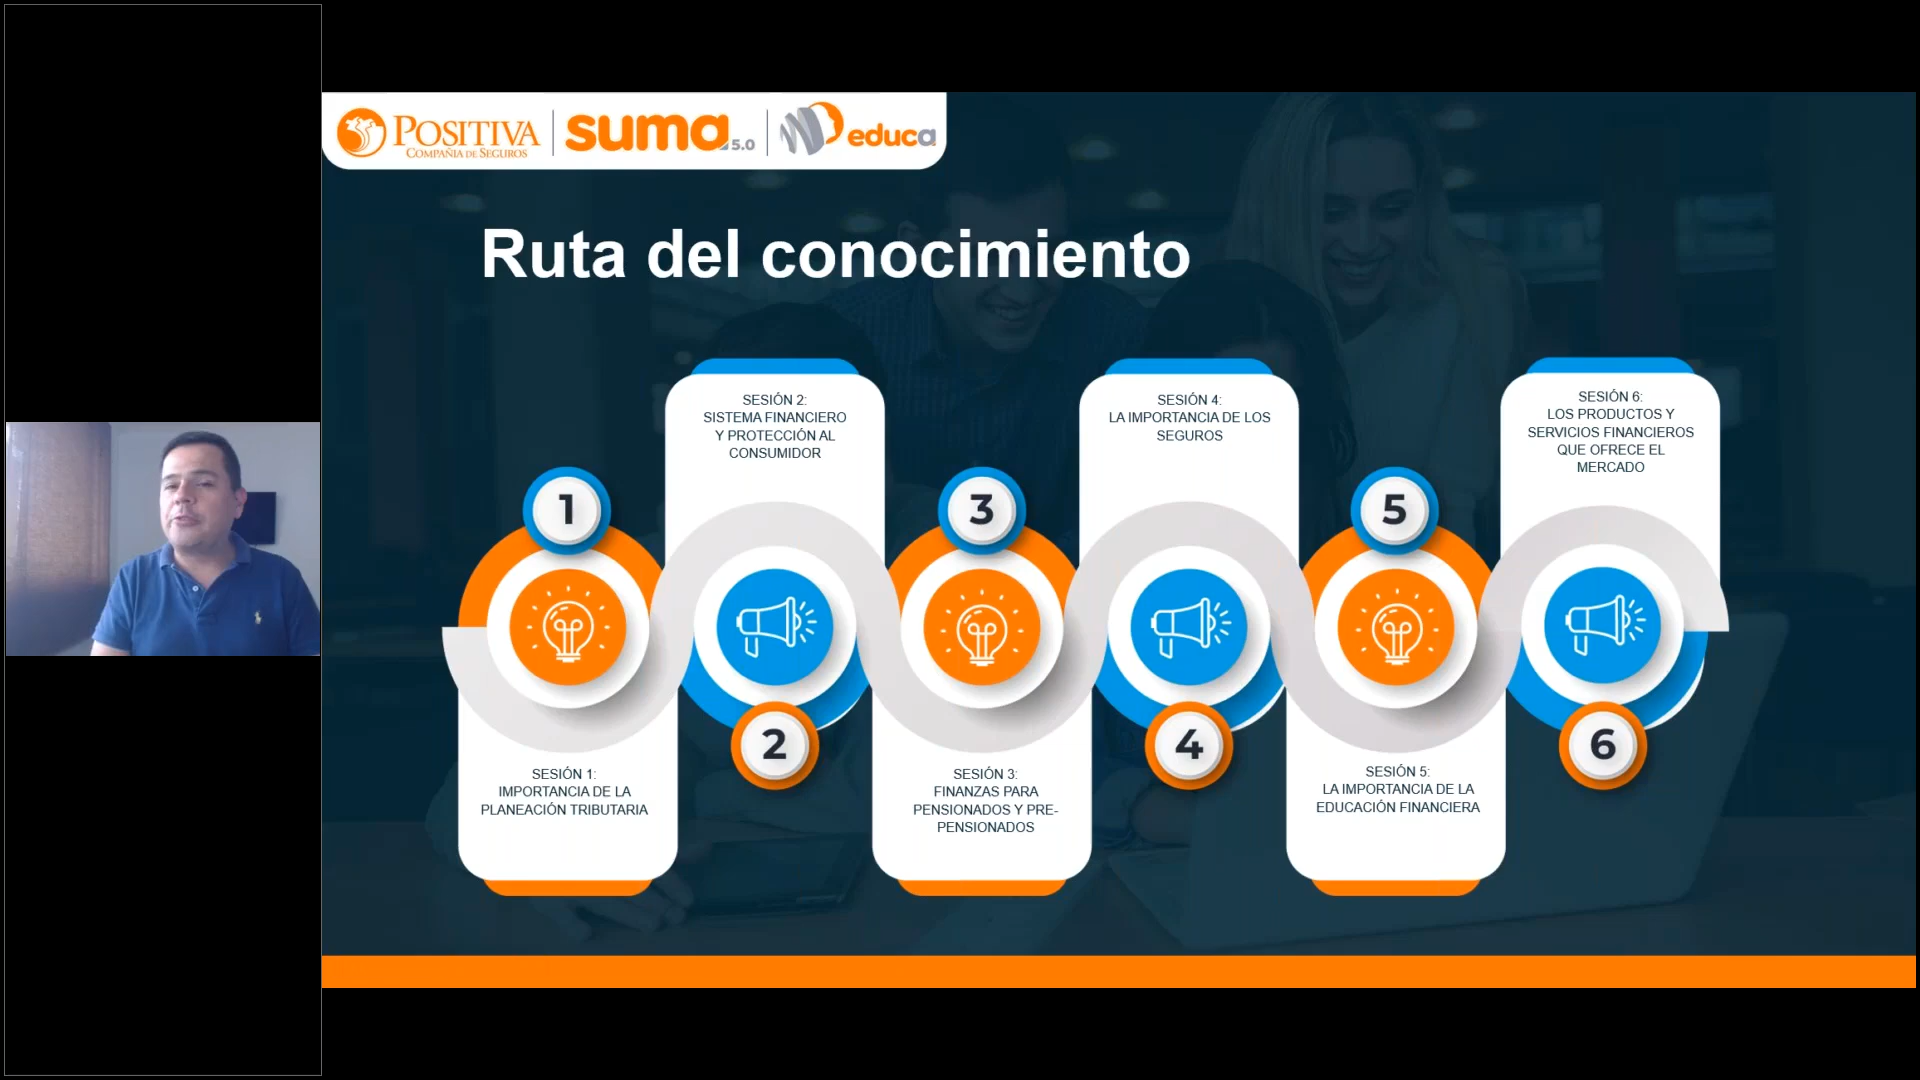 POSITIVA
COMPAÑIA DE SEGUROS
suma 5.0
educa
Ruta del conocimiento
1
SESIÓN 1:
IMPORTANCIA DE LA
PLANEACIÓN TRIBUTARIA
SESIÓN 2:
SISTEMA FINANCIERO
Y PROTECCIÓN AL
CONSUMIDOR
2
3
SESIÓN 3:
FINANZAS PARA
PENSIONADOS Y PRE-
PENSIONADOS
SESIÓN 4:
LA IMPORTANCIA DE LOS
SEGUROS
4
5
SESIÓN 5:
LA IMPORTANCIA DE LA
EDUCACIÓN FINANCIERA
SESIÓN 6:
LOS PRODUCTOS Y
SERVICIOS FINANCIEROS
QUE OFRECE EL
MERCADO
6